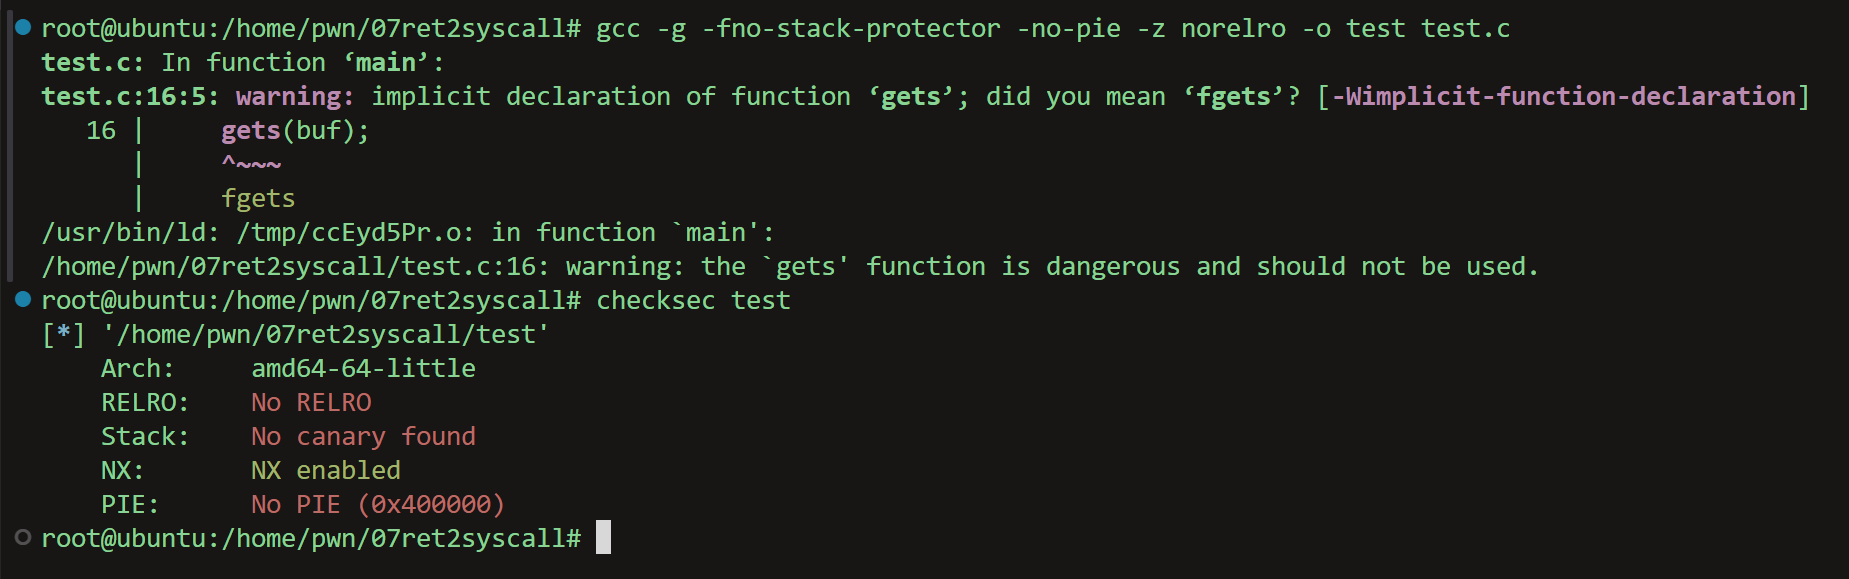 root@ubuntu:/home/pwn/07ret2syscall# gcc -g -fno-stack-protector -no-pie -z norelro -o test test.c
test.c: In function ‘main’:
test.c:16:5: warning: implicit declaration of function ‘gets’; did you mean ‘fgets’? [-Wimplicit-function-declaration]
   16 |     gets(buf);
      |     ^~~~
      |     fgets
/usr/bin/ld: /tmp/ccEyd5Pr.o: in function `main':
/home/pwn/07ret2syscall/test.c:16: warning: the `gets' function is dangerous and should not be used.
root@ubuntu:/home/pwn/07ret2syscall# checksec test
[*] '/home/pwn/07ret2syscall/test'
    Arch:     amd64-64-little
    RELRO:    No RELRO
    Stack:    No canary found
    NX:       NX enabled
    PIE:      No PIE (0x400000)
root@ubuntu:/home/pwn/07ret2syscall#